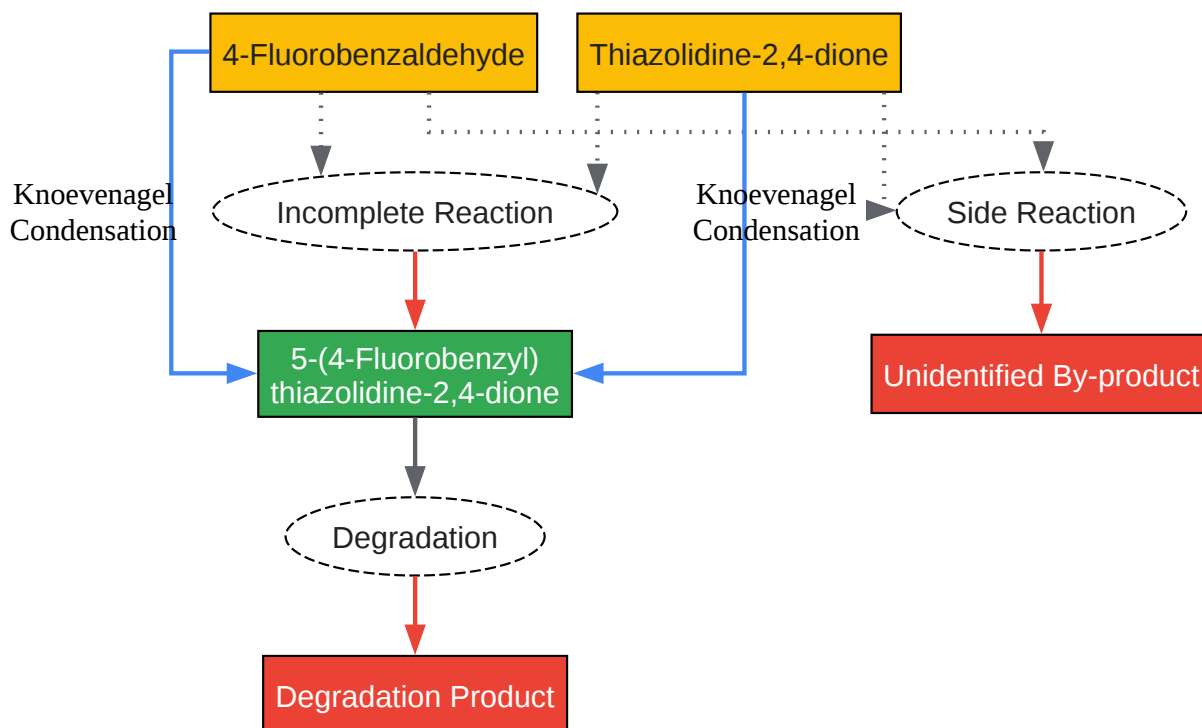 4-Fluorobenzaldehyde
Thiazolidine-2,4-dione
Knoevenagel
Condensation
Incomplete Reaction
Knoevenagel
Condensation
Side Reaction
5-(4-Fluorobenzyl)
thiazolidine-2,4-dione
Unidentified By-product
Degradation
Degradation Product